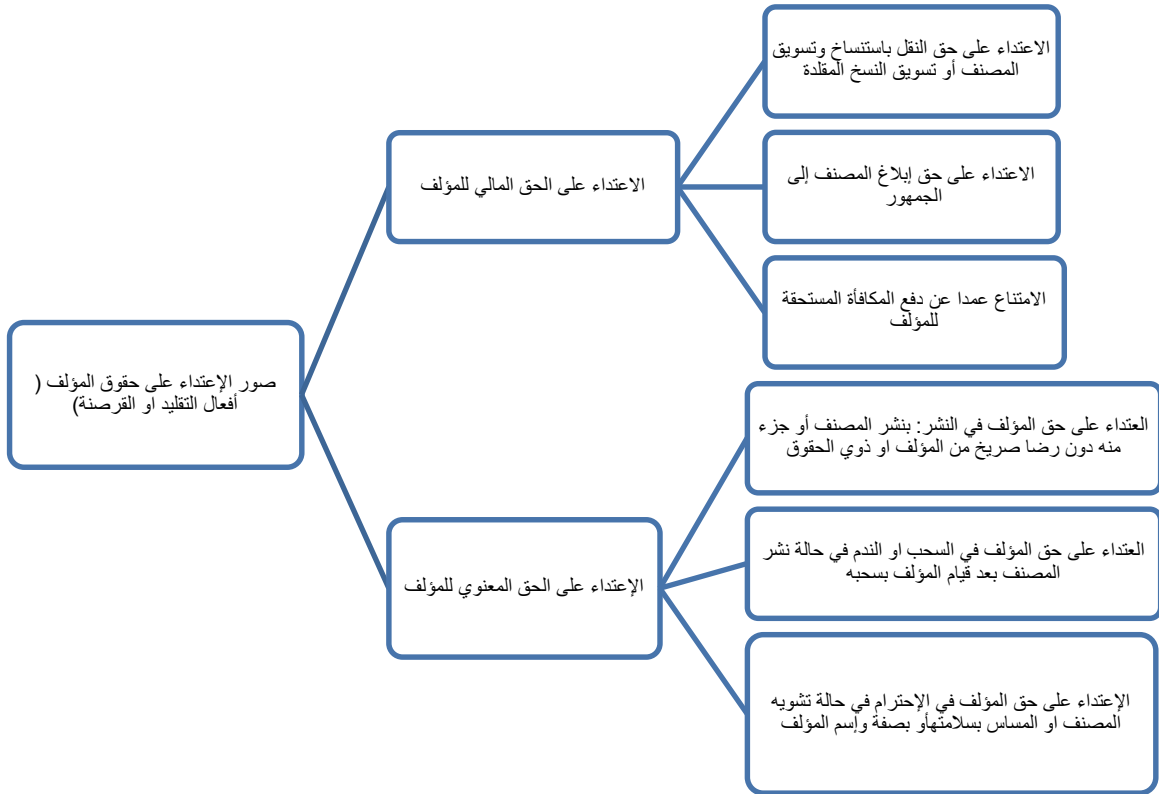 الاعتداء على حق النقل باستنساخ وتسويق
المصنف أو تسويق النسخ المقلدة
الاعتداء على الحق المالي للمؤلف
الاعتداء على حق إبلاغ المصنف إلى
الجمهور
الامتناع عمدا عن دفع المكافأة المستحقة
للمؤلف
صور الإعتداء على حقوق المؤلف (
أفعال التقليد او القرصنة)
العتداء على حق المؤلف في النشر: بنشر المصنف أو جزء
منه دون رضا صريخ من المؤلف او ذوي الحقوق
العتداء على حق المؤلف في السحب او الندم في حالة نشر
المصنف بعد قيام المؤلف بسحبه
الإعتداء على الحق المعنوي للمؤلف
الإعتداء على حق المؤلف في الإحترام في حالة تشويه
المصنف او المساس بسلامتهأو بصفة وإسم المؤلف